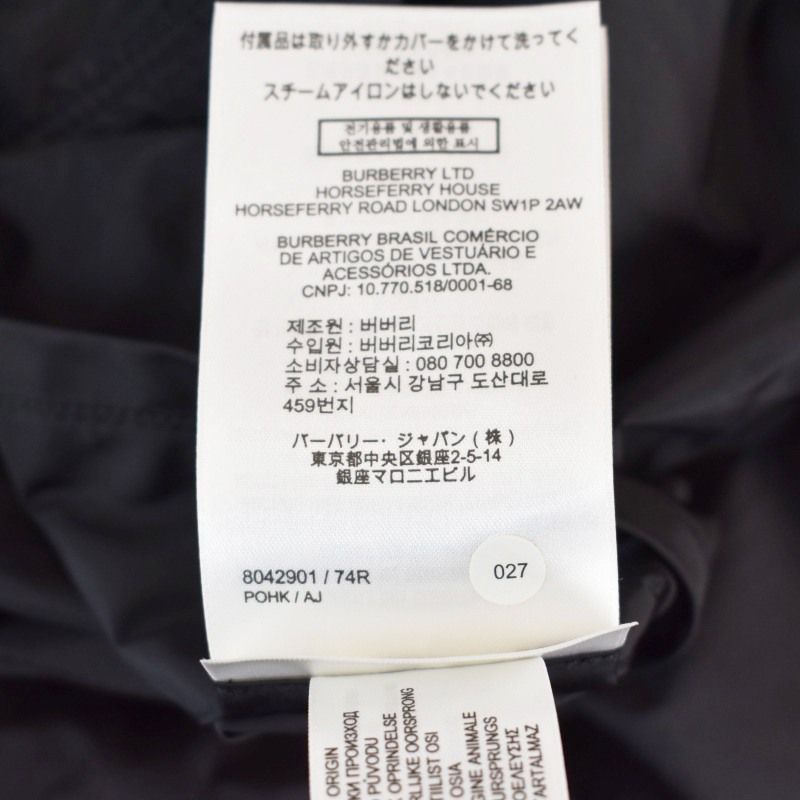 付属品は取り外すかカバーをかけて洗ってく
ださい
スチームアイロンはしないでください
전기용품 및 생활용품
안전관리법에 의한 표시
BURBERRY LTD
HORSEFERRY HOUSE
HORSEFERRY ROAD LONDON SW1P 2AW
BURBERRY BRASIL COMÉRCIO
DE ARTIGOS DE VESTUÁRIO E
ACESSÓRIOS LTDA.
CNPJ: 10.770.518/0001-68
제조원 : 버버리
수입원 : 버버리코리아㈜
소비자상담실 : 080 700 8800
주 소 : 서울시 강남구 도산대로
459번지
バーバリー・ジャパン(株)
東京都中央区銀座2-5-14
銀座マロニエビル
8042901 / 74R
POHK / AJ
027
ORIGIN
ПРОИЗХОД
PŮVODU
OPRINDELSE
OORSPRONG
OSI
OSIA
GINE ANIMALE
RSPRUNGS
ΟΕΛΕΥΣΗΣ
ARTALMAZ